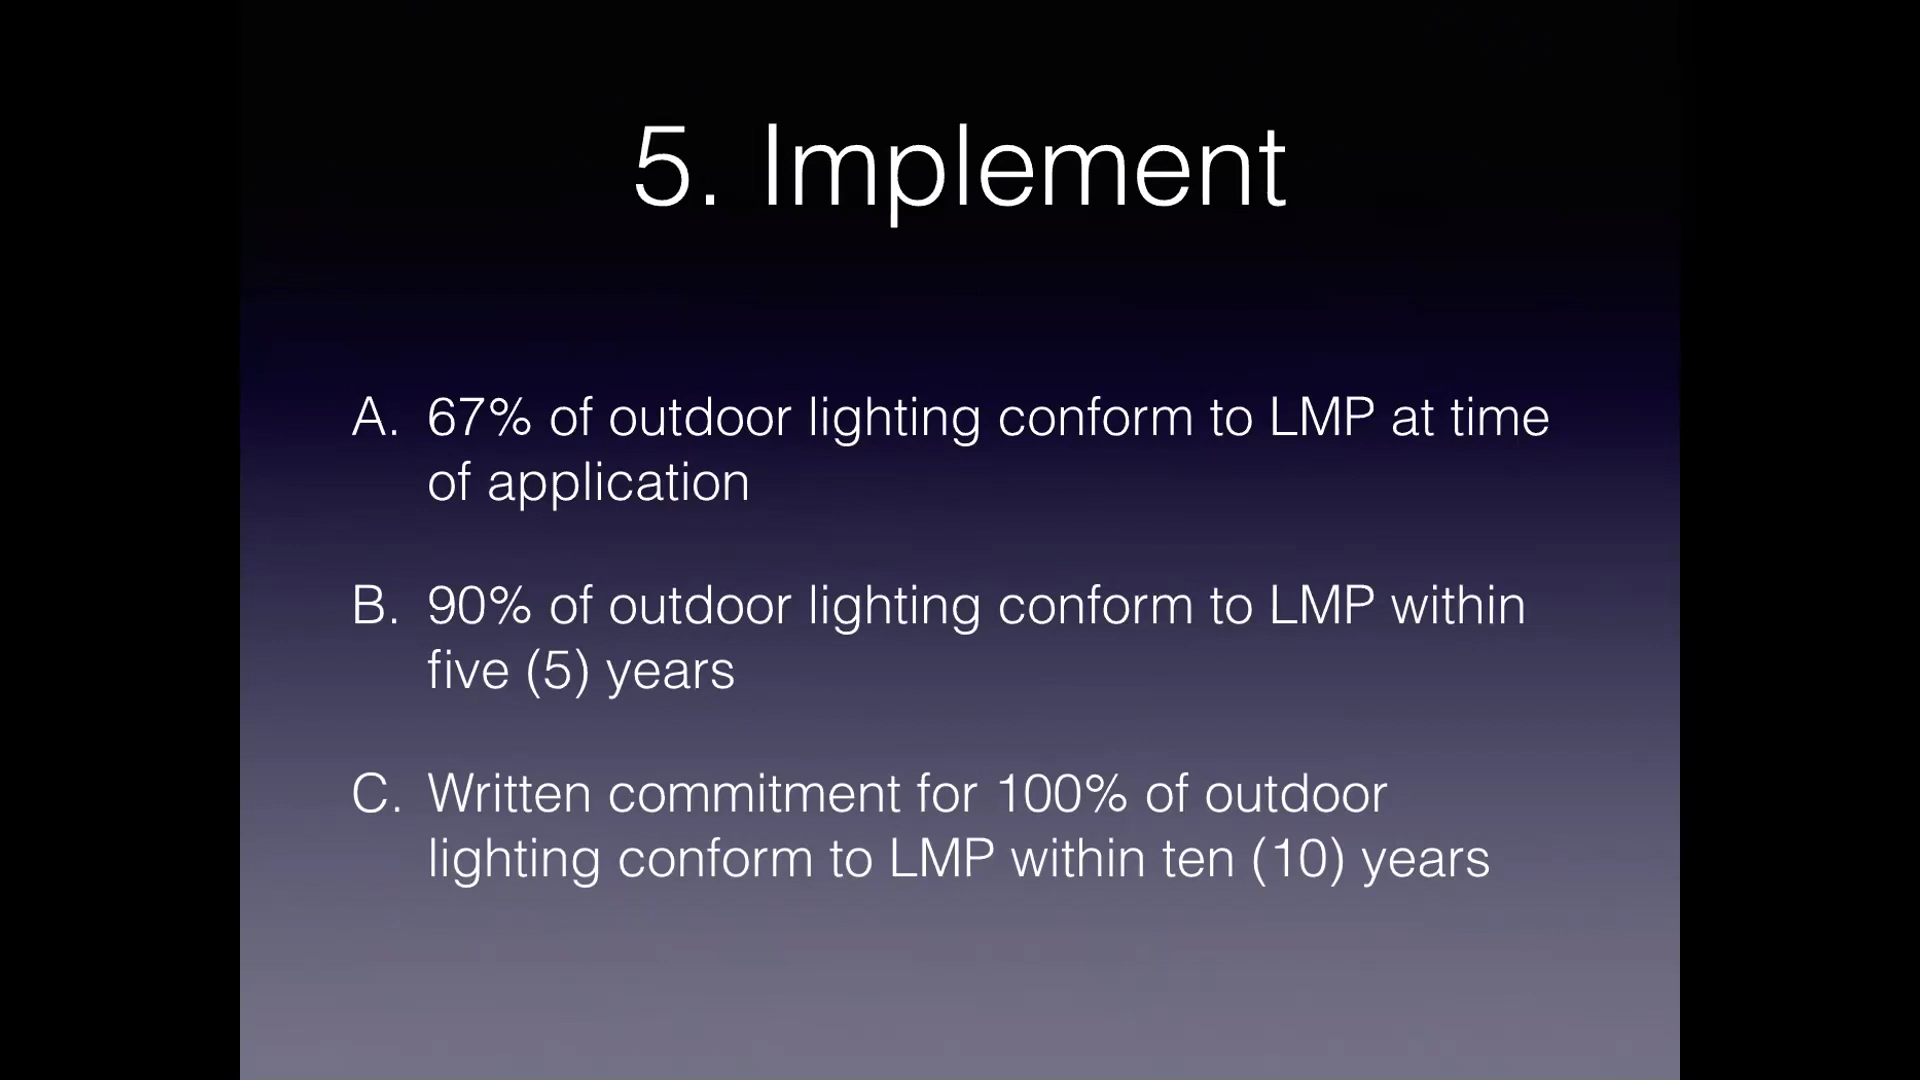 5. Implement
A. 67% of outdoor lighting conform to LMP at time
of application
B. 90% of outdoor lighting conform to LMP within
five (5) years
C. Written commitment for 100% of outdoor
lighting conform to LMP within ten (10) years